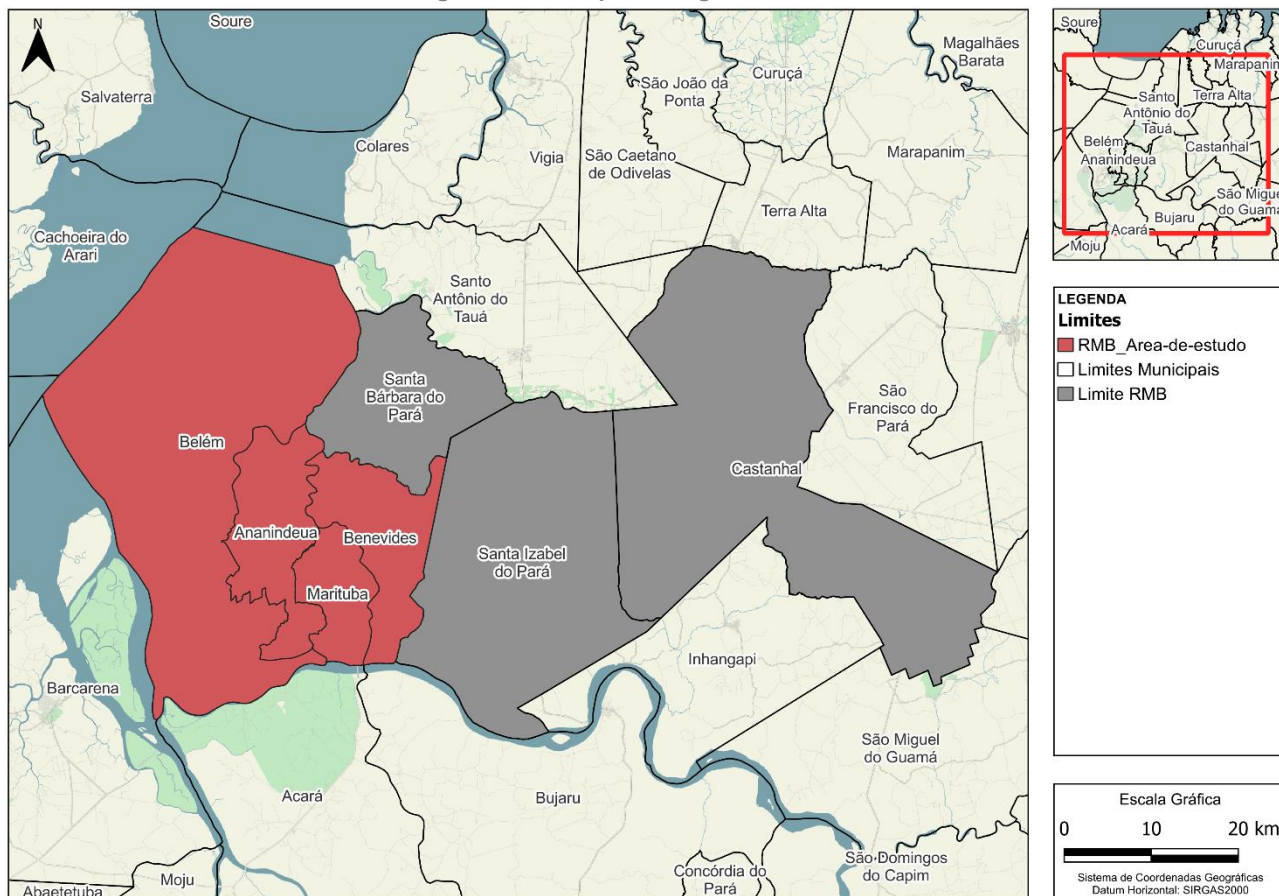 N
Soure
Salvaterra
Colares
Vigia
São João da
Ponta
Curuçá
Magalhães
Barata
São Caetano
de Odivelas
Marapanim
Terra Alta
Cachoeira do
Arari
Santo
Antônio do
Tauá
Santa
Bárbara do
Pará
São
Francisco do
Pará
Belém
Castanhal
Ananindeua
Benevides
Santa Izabel
do Pará
Marituba
Inhangapi
Barcarena
São Miguel
do Guamá
Acará
Bujaru
São Domingos
do Capim
Concórdia do
Pará
Moju
Abaetetuba
Soure
Curuçá
Marapanim
Santo
Antônio do
Tauá
Terra Alta
Belém
Ananindeua
Castanhal
São Migue
do Guamá
Bujaru
Acará
Moju
LEGENDA
Limites
RMB_Area-de-estudo
Limites Municipais
Limite RMB
Escala Gráfica
0 10 20 km
Sistema de Coordenadas Geográficas
Datum Horizontal: SIRGAS2000